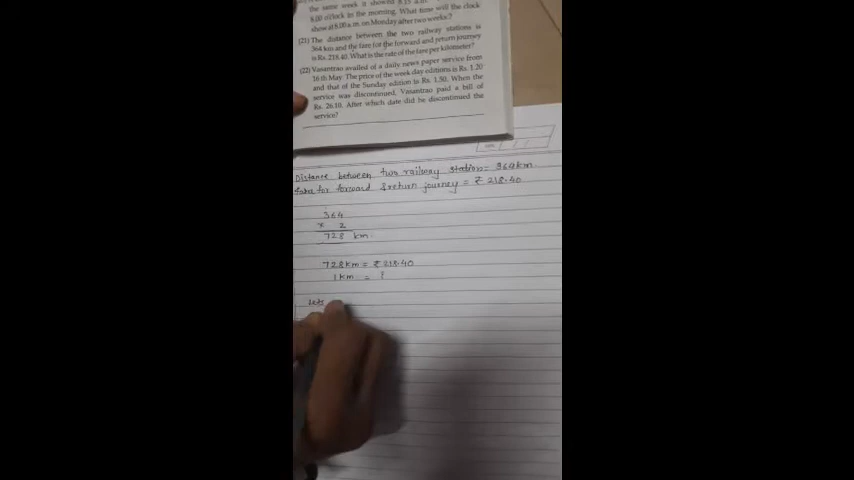 the same week it showed 8.15 a.m
8.00 o'clock in the morning. What time will the clock
show at 8.00 a.m. on Monday after two weeks?
(21) The distance between the two railway stations is
364 km and the fare for the forward and return journey
is Rs. 218.40. What is the rate of the fare per kilometer?
(22) Vasantrao availed of a daily news paper service from
16 th May. The price of the week day editions is Rs. 1.20
and that of the Sunday edition is Rs. 1.50. When the
service was discontinued, Vasantrao paid a bill of
Rs. 26.10. After which date did be discontinued the
service?
Distance between two railway station = 364km
for forward & return journey = ₹ 218.40
364
x 2
728 km
728km = ₹ 218.40
1km = ?
Lets